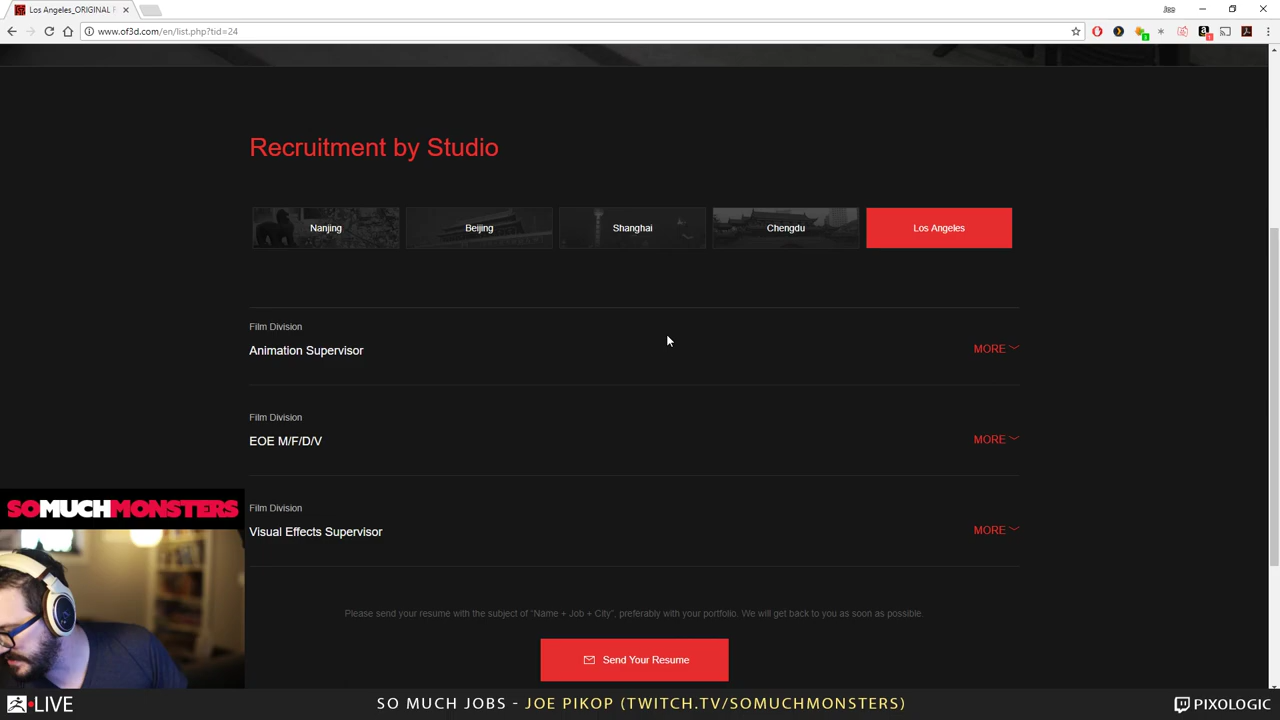 Los Angeles_ORIGINAL F
www.of3d.com/en/list.php?tid=24
Recruitment by Studio
Nanjing
Beijing
Shanghai
Chengdu
Los Angeles
Film Division
Animation Supervisor
MORE
Film Division
EOE M/F/D/V
MORE
Film Division
Visual Effects Supervisor
MORE
Please send your resume with the subject of "Name + Job + City", preferably with your portfolio. We will get back to you as soon as possible.
Send Your Resume
SOMUCHMONSTERS
LIVE
SO MUCH JOBS - JOE PIKOP (TWITCH.TV/SOMUCHMONSTERS)
PIXOLOGIC